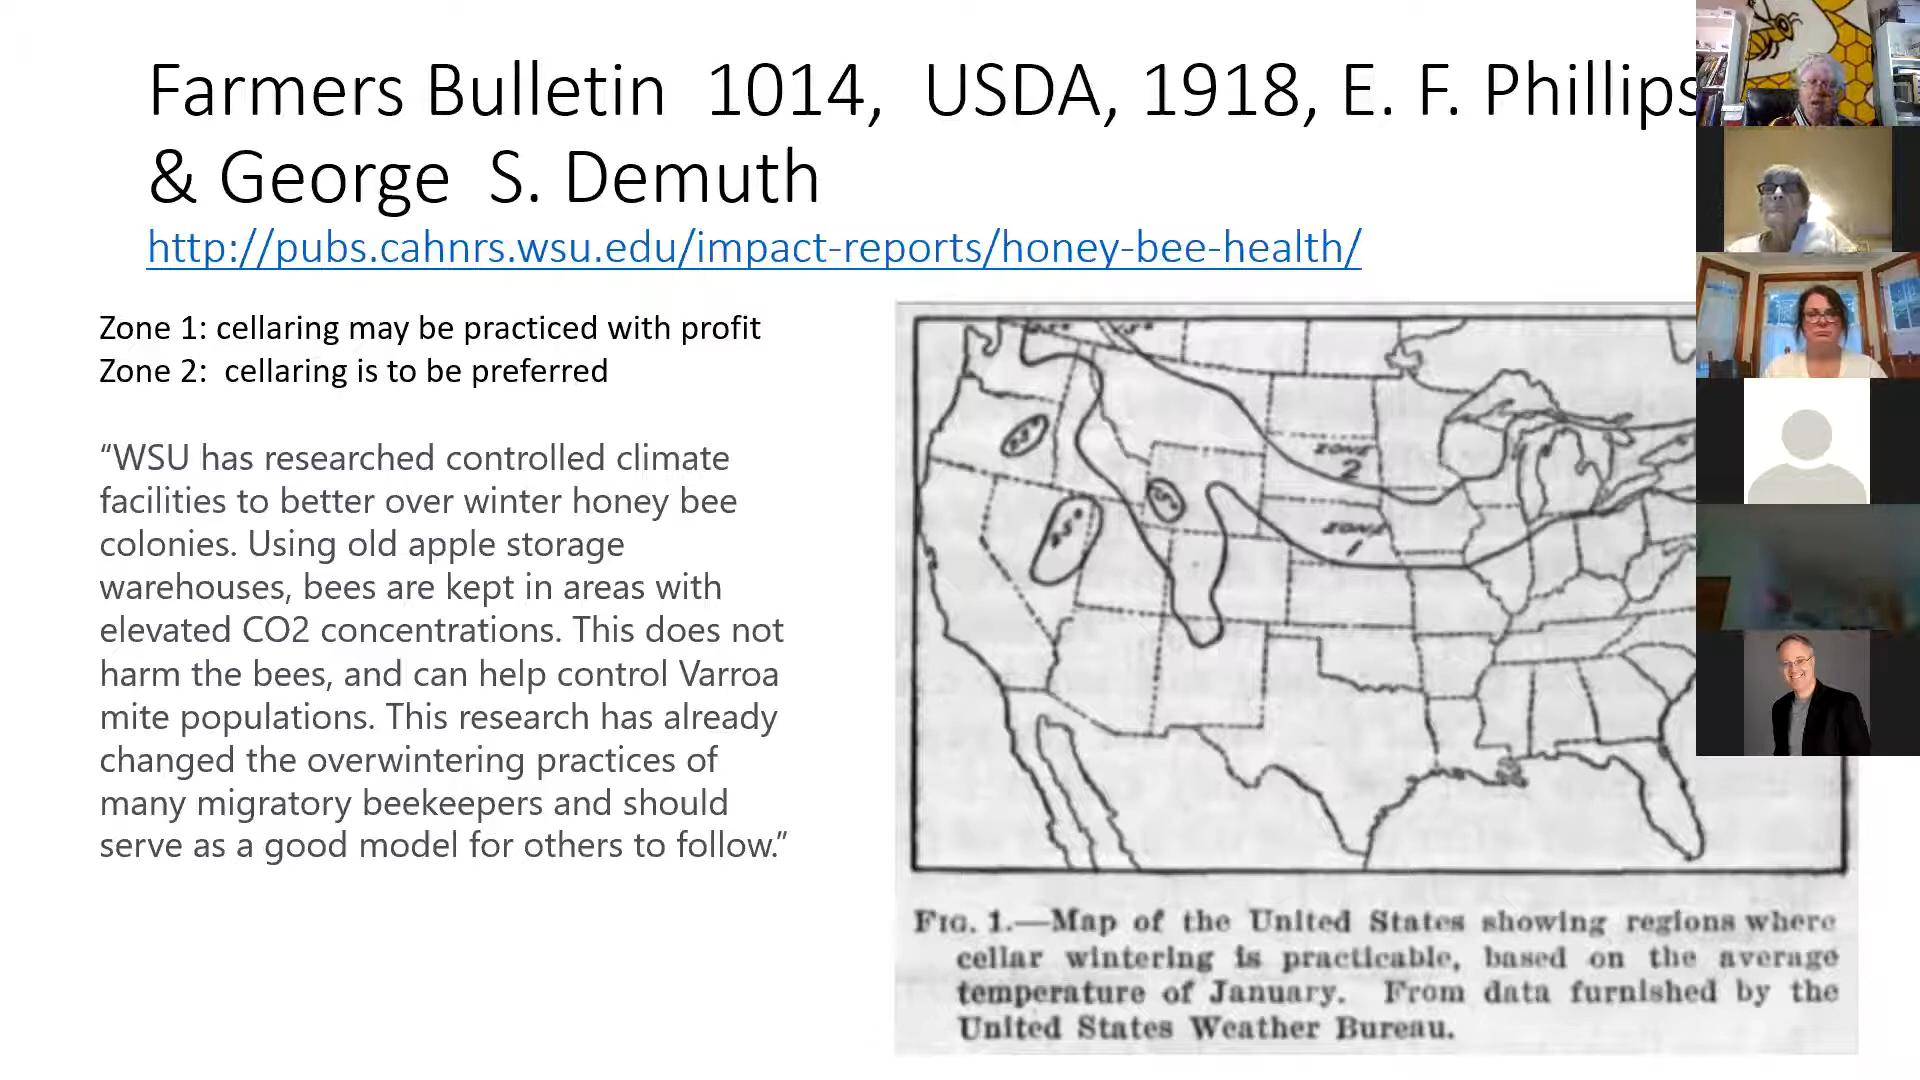 Farmers Bulletin 1014, USDA, 1918, E. F. Phillips
& George S. Demuth
http://pubs.cahnrs.wsu.edu/impact-reports/honey-bee-health/
Zone 1: cellaring may be practiced with profit
Zone 2: cellaring is to be preferred
“WSU has researched controlled climate
facilities to better over winter honey bee
colonies. Using old apple storage
warehouses, bees are kept in areas with
elevated CO2 concentrations. This does not
harm the bees, and can help control Varroa
mite populations. This research has already
changed the overwintering practices of
many migratory beekeepers and should
serve as a good model for others to follow.”
ZONE
2
ZONE
1
FIG. 1.—Map of the United States showing regions where
cellar wintering is practicable, based on the average
temperature of January. From data furnished by the
United States Weather Bureau.